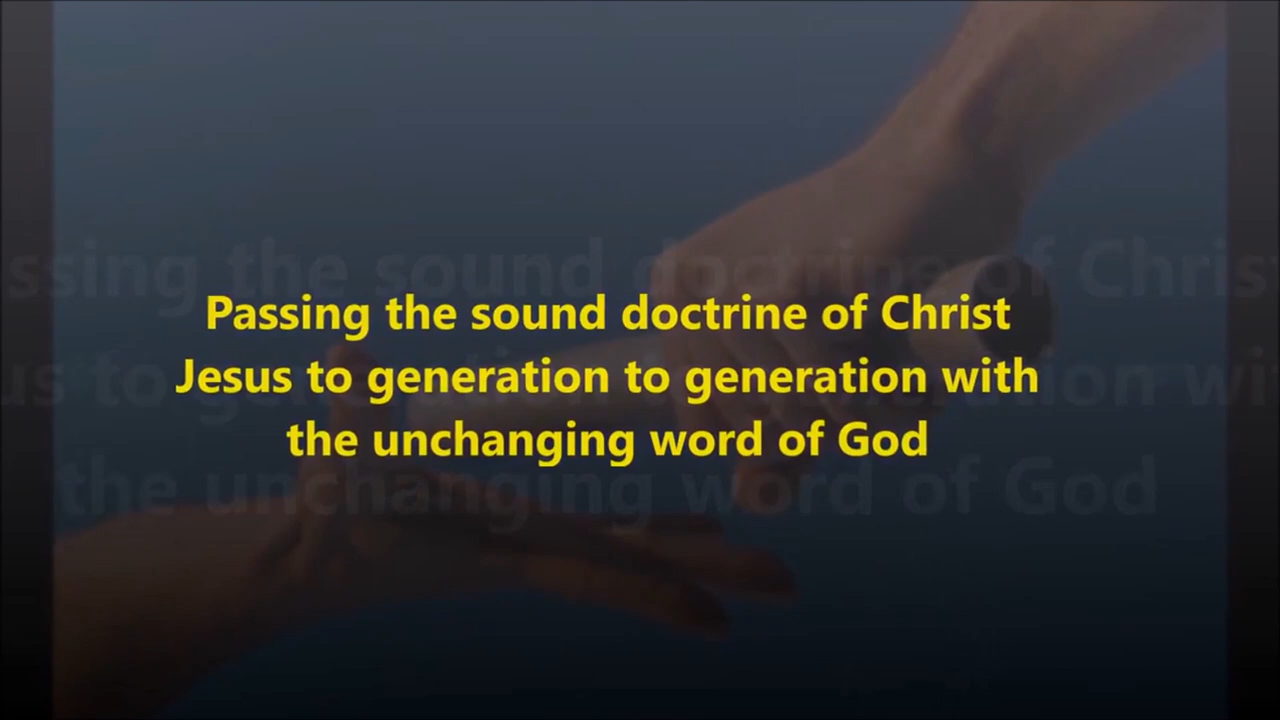 Passing the sound doctrine of Christ
Jesus to generation to generation with
the unchanging word of God